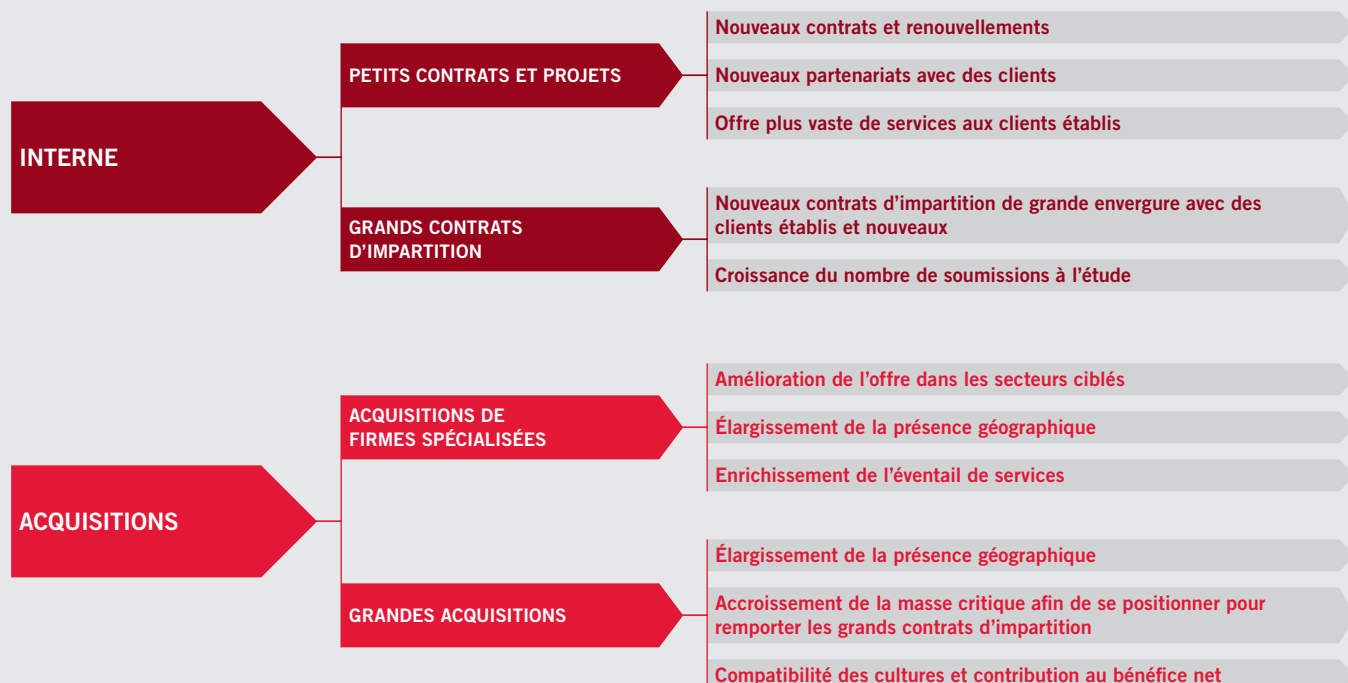 INTERNE
PETITS CONTRATS ET PROJETS
Nouveaux contrats et renouvellements
Nouveaux partenariats avec des clients
Offre plus vaste de services aux clients établis
GRANDS CONTRATS
D’IMPARTITION
Nouveaux contrats d’impartition de grande envergure avec des
clients établis et nouveaux
Croissance du nombre de soumissions à l’étude
ACQUISITIONS
ACQUISITIONS DE
FIRMES SPÉCIALISÉES
Amélioration de l’offre dans les secteurs ciblés
Élargissement de la présence géographique
Enrichissement de l’éventail de services
GRANDES ACQUISITIONS
Élargissement de la présence géographique
Accroissement de la masse critique afin de se positionner pour
remporter les grands contrats d’impartition
Compatibilité des cultures et contribution au bénéfice net